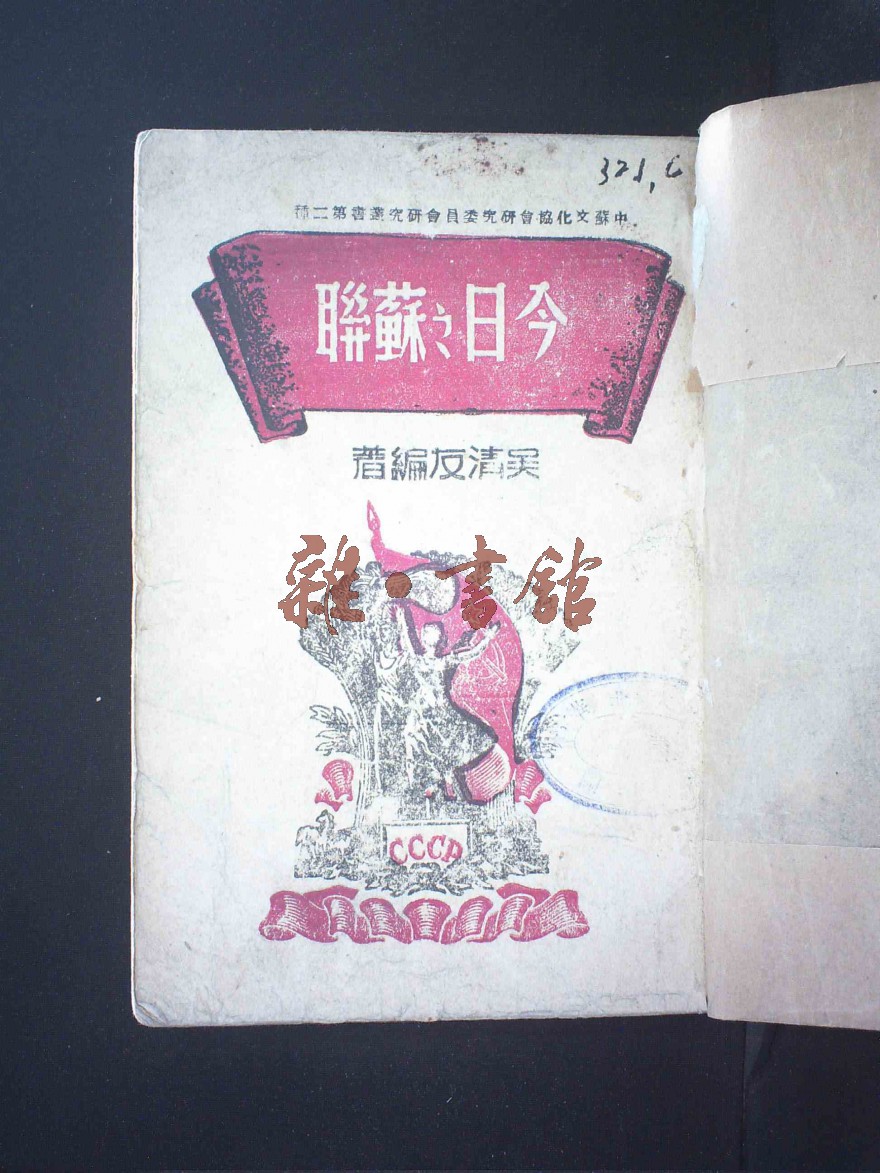 321,6
中蘇文化協會研究委員會研究叢書第二種
今日之蘇聯
吳清友編著
雜·書館
CCCP